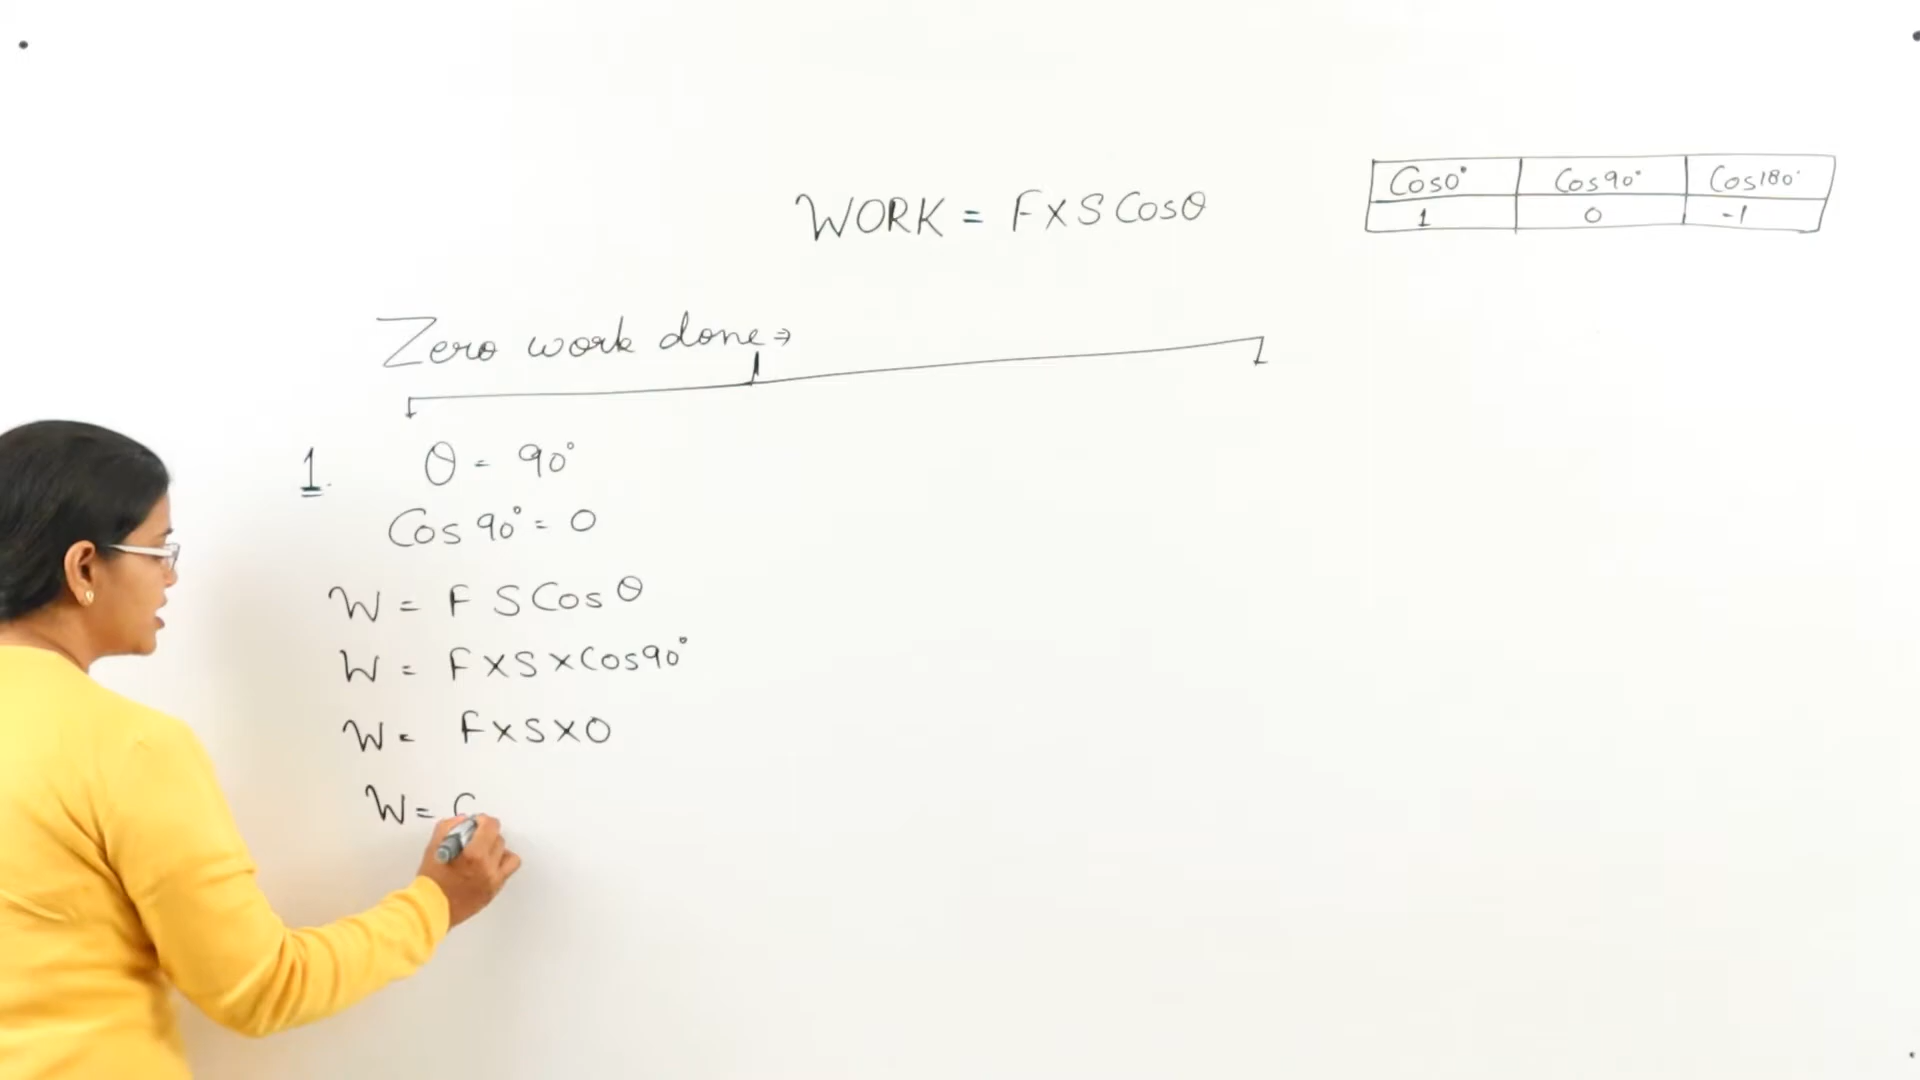 WORK = F×S Cosθ
Cos0° Cos90° Cos180°
1 0 -1
Zero work done ⇒
1. θ = 90°
Cos 90° = 0
W = F S Cos θ
W = F×S×Cos90°
W = F×S×0
W =